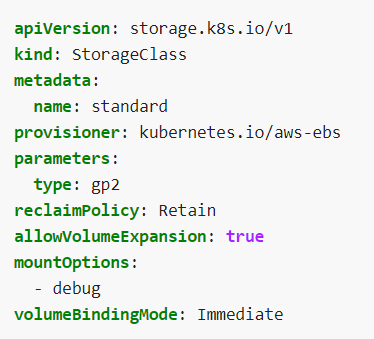 apiVersion: storage.k8s.io/v1
kind: StorageClass
metadata:
  name: standard
provisioner: kubernetes.io/aws-ebs
parameters:
  type: gp2
reclaimPolicy: Retain
allowVolumeExpansion: true
mountOptions:
  - debug
volumeBindingMode: Immediate